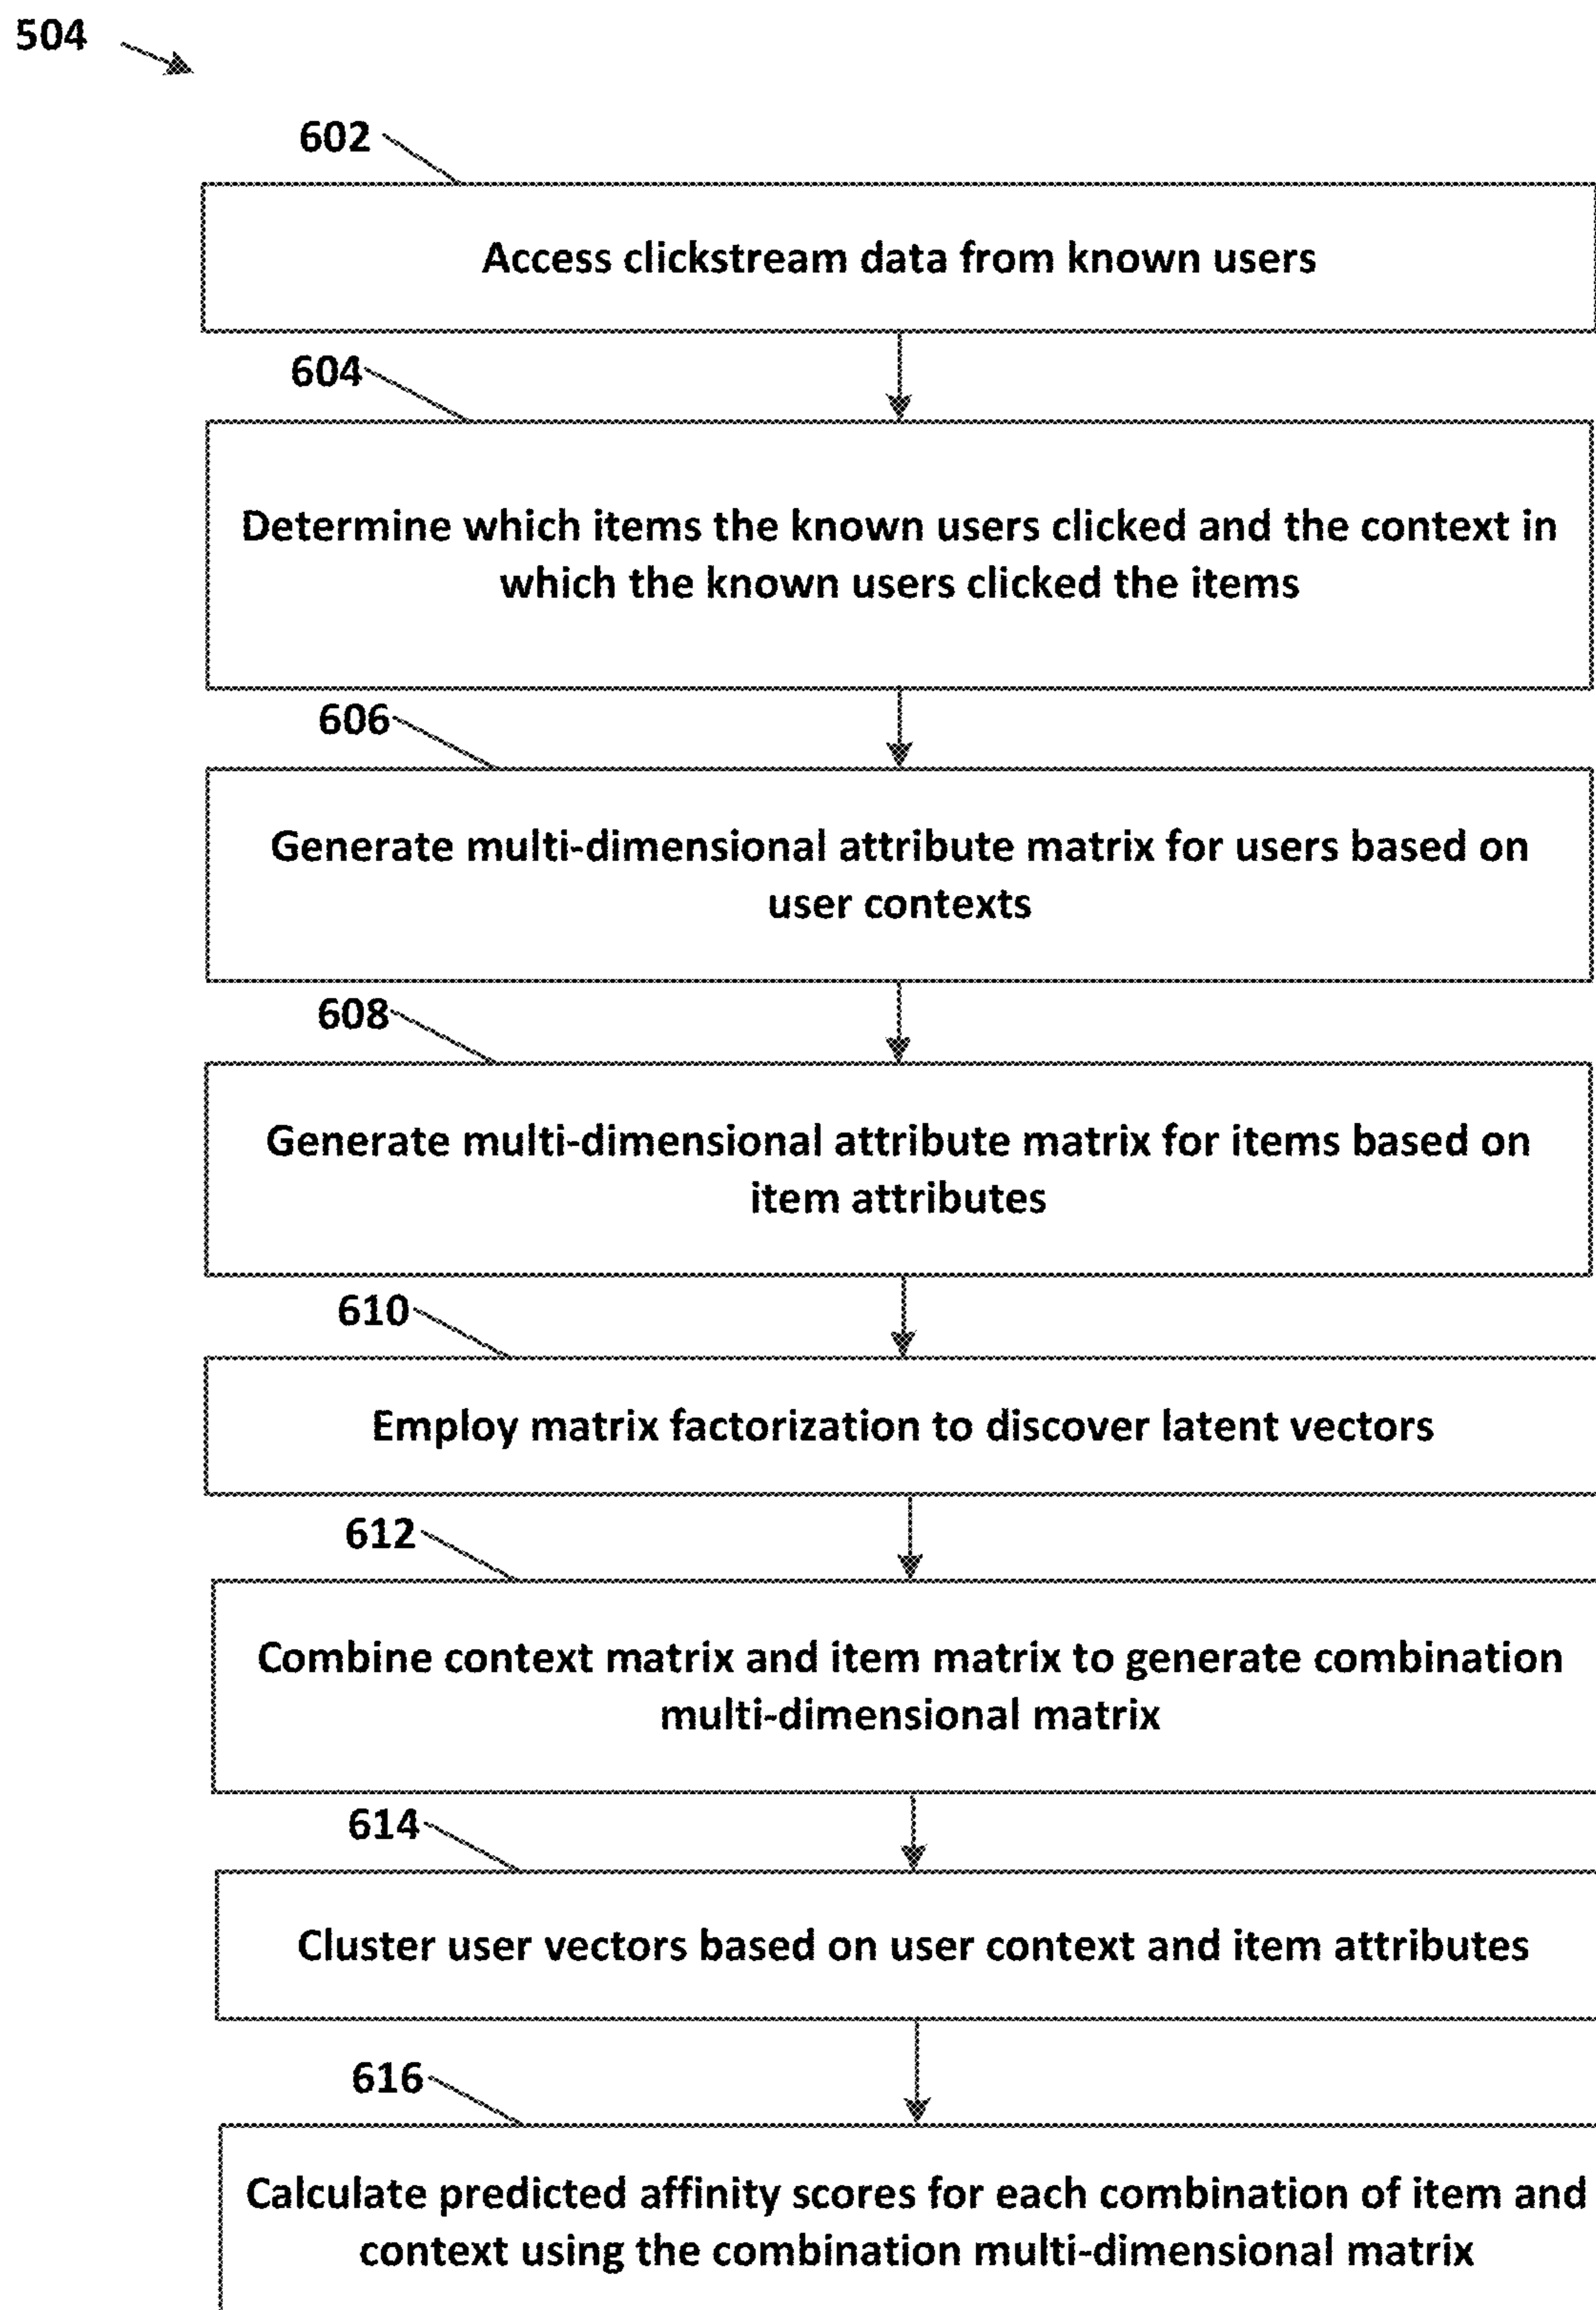 504
602
Access clickstream data from known users
604
Determine which items the known users clicked and the context in
which the known users clicked the items
606
Generate multi-dimensional attribute matrix for users based on
user contexts
608
Generate multi-dimensional attribute matrix for items based on
item attributes
610
Employ matrix factorization to discover latent vectors
612
Combine context matrix and item matrix to generate combination
multi-dimensional matrix
614
Cluster user vectors based on user context and item attributes
616
Calculate predicted affinity scores for each combination of item and
context using the combination multi-dimensional matrix